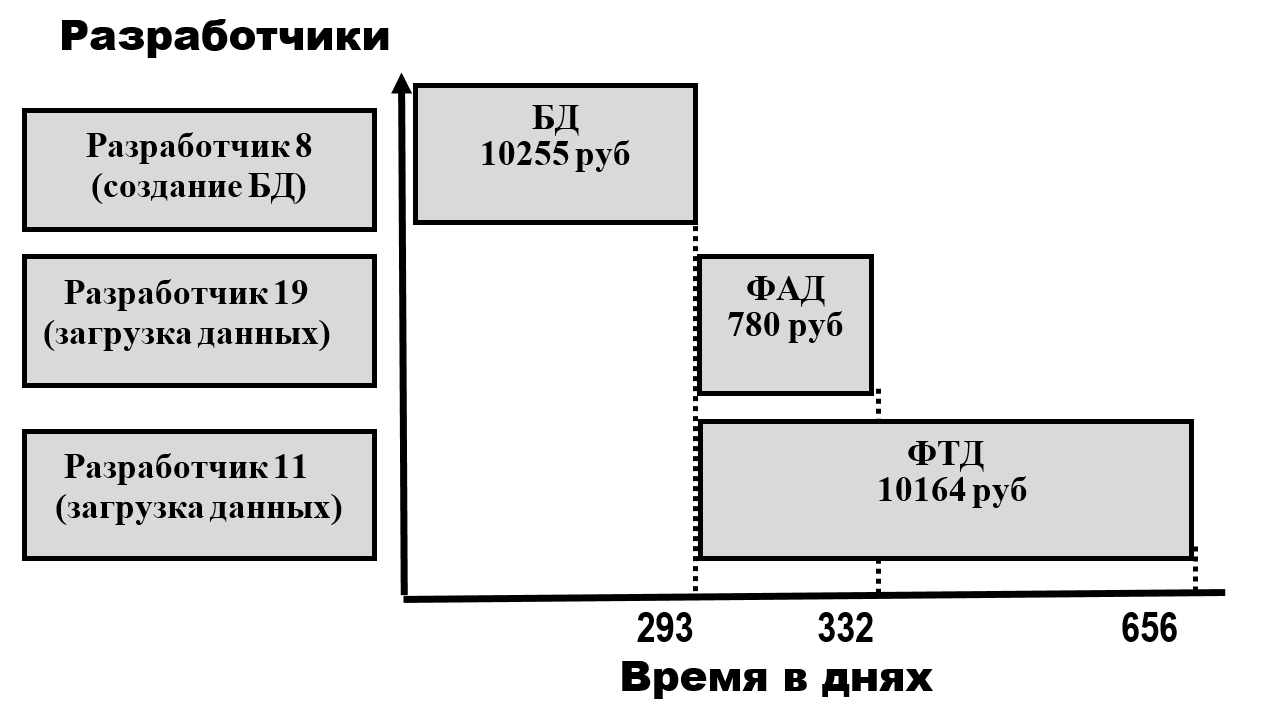 Разработчики
БД
10255 руб
Разработчик 8
(создание БД)
ФАД
780 руб
Разработчик 19
(загрузка данных)
ФТД
10164 руб
Разработчик 11
(загрузка данных)
293 332 656
Время в днях